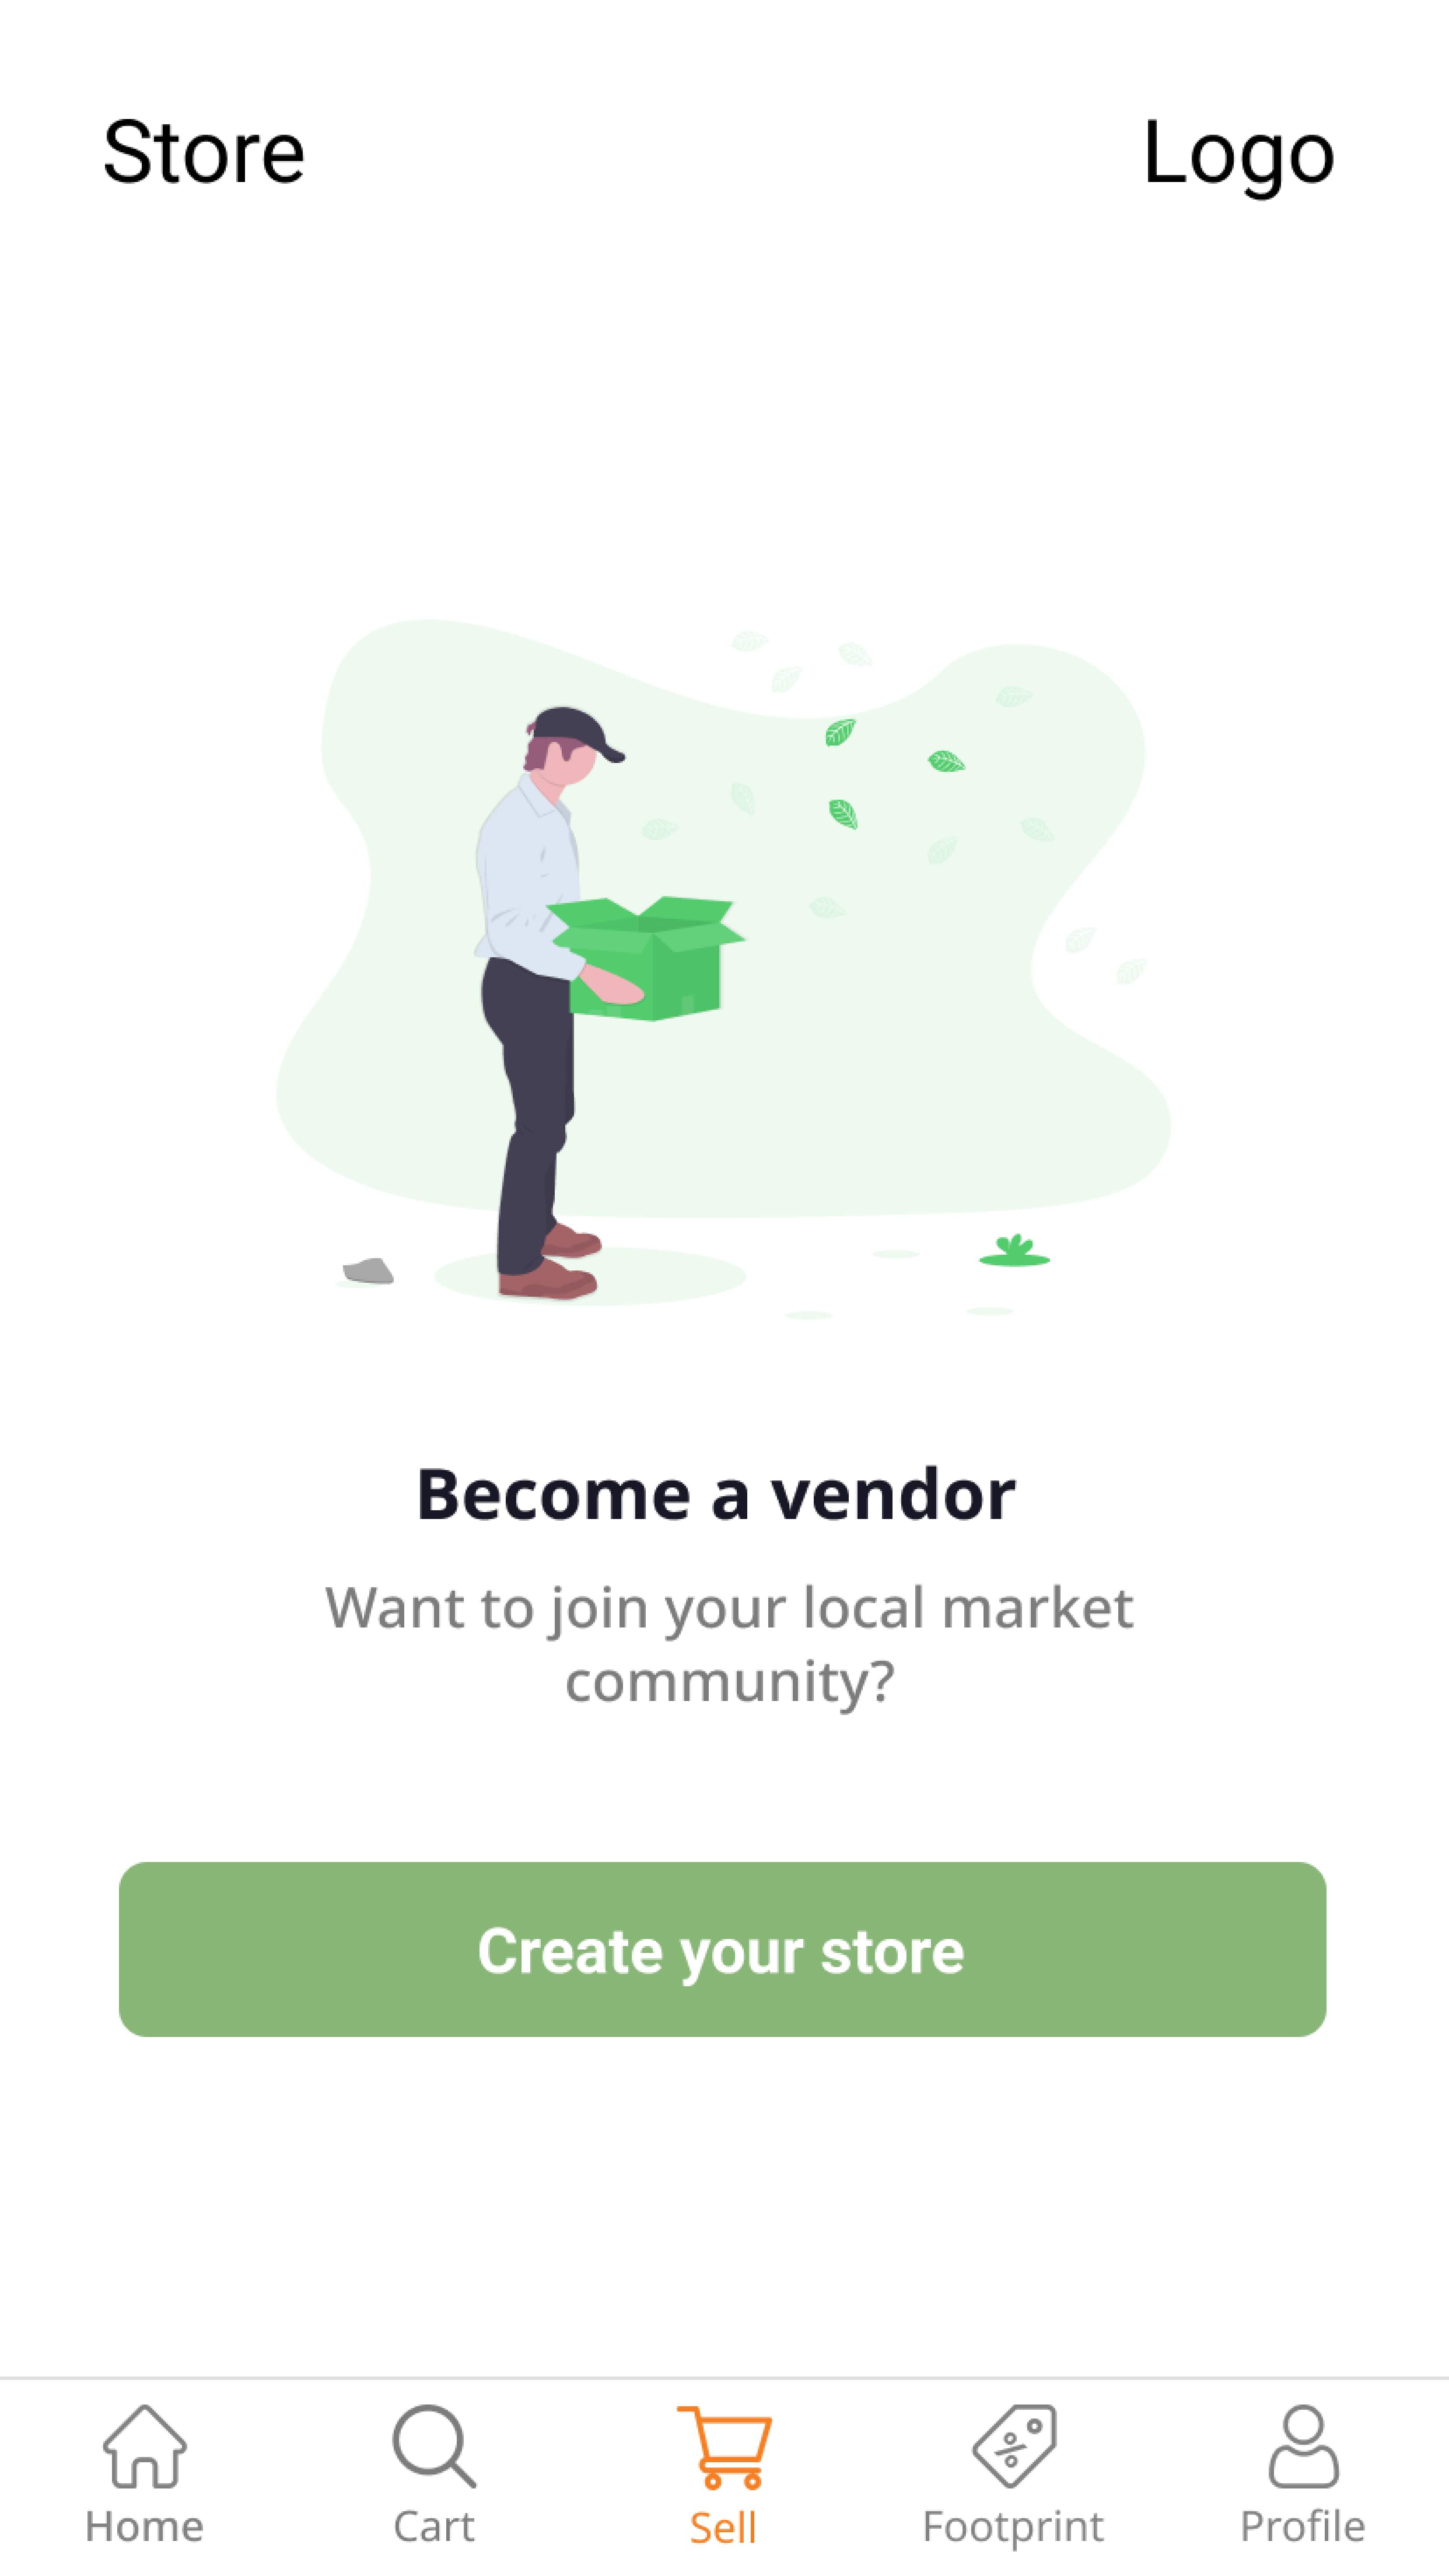 Store
Logo
Become a vendor
Want to join your local market
community?
Create your store
Home
Cart
Sell
Footprint
Profile